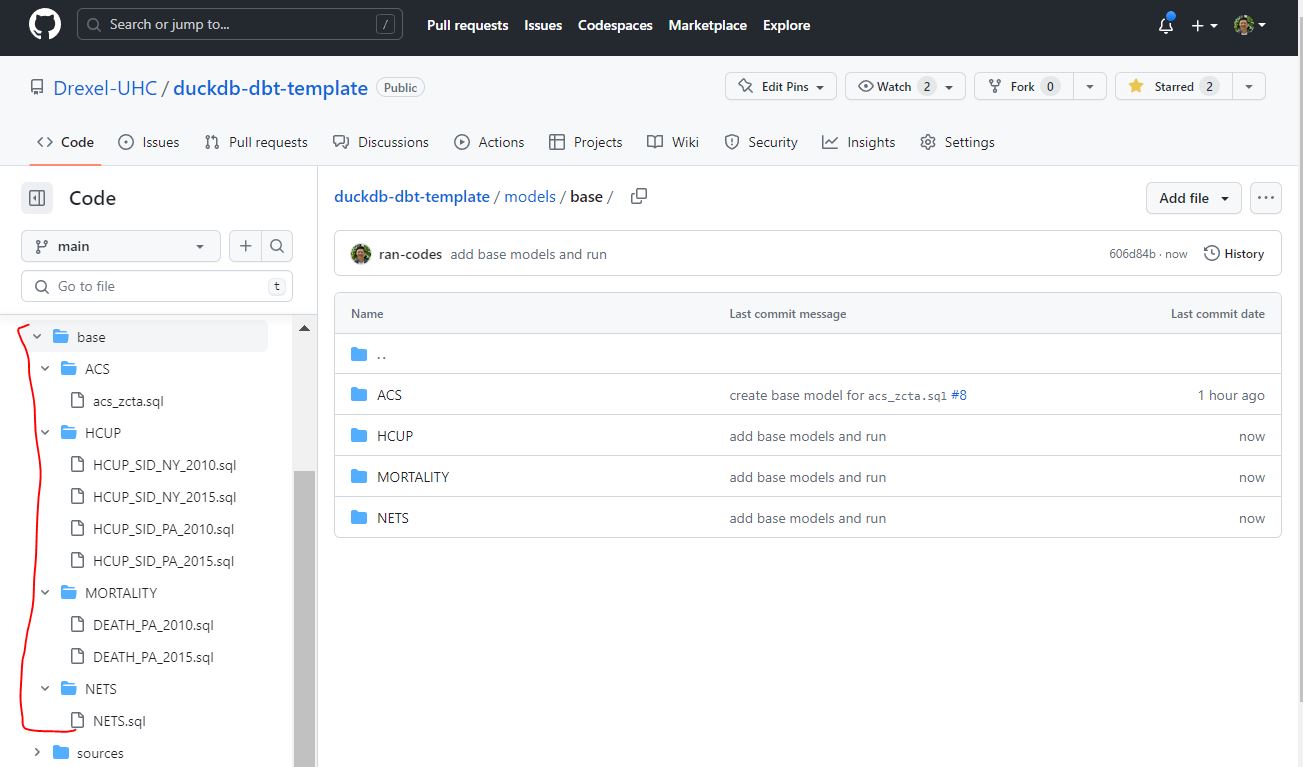 Search or jump to... / Pull requests Issues Codespaces Marketplace Explore
Drexel-UHC / duckdb-dbt-template Public Edit Pins Watch 2 Fork 0 Starred 2
Code Issues Pull requests Discussions Actions Projects Wiki Security Insights Settings
Code
main
Go to file t
base
ACS
acs_zcta.sql
HCUP
HCUP_SID_NY_2010.sql
HCUP_SID_NY_2015.sql
HCUP_SID_PA_2010.sql
HCUP_SID_PA_2015.sql
MORTALITY
DEATH_PA_2010.sql
DEATH_PA_2015.sql
NETS
NETS.sql
sources
duckdb-dbt-template / models / base / Add file
ran-codes add base models and run 606d84b · now History
Name Last commit message Last commit date
..
ACS create base model for acs_zcta.sql #8 1 hour ago
HCUP add base models and run now
MORTALITY add base models and run now
NETS add base models and run now